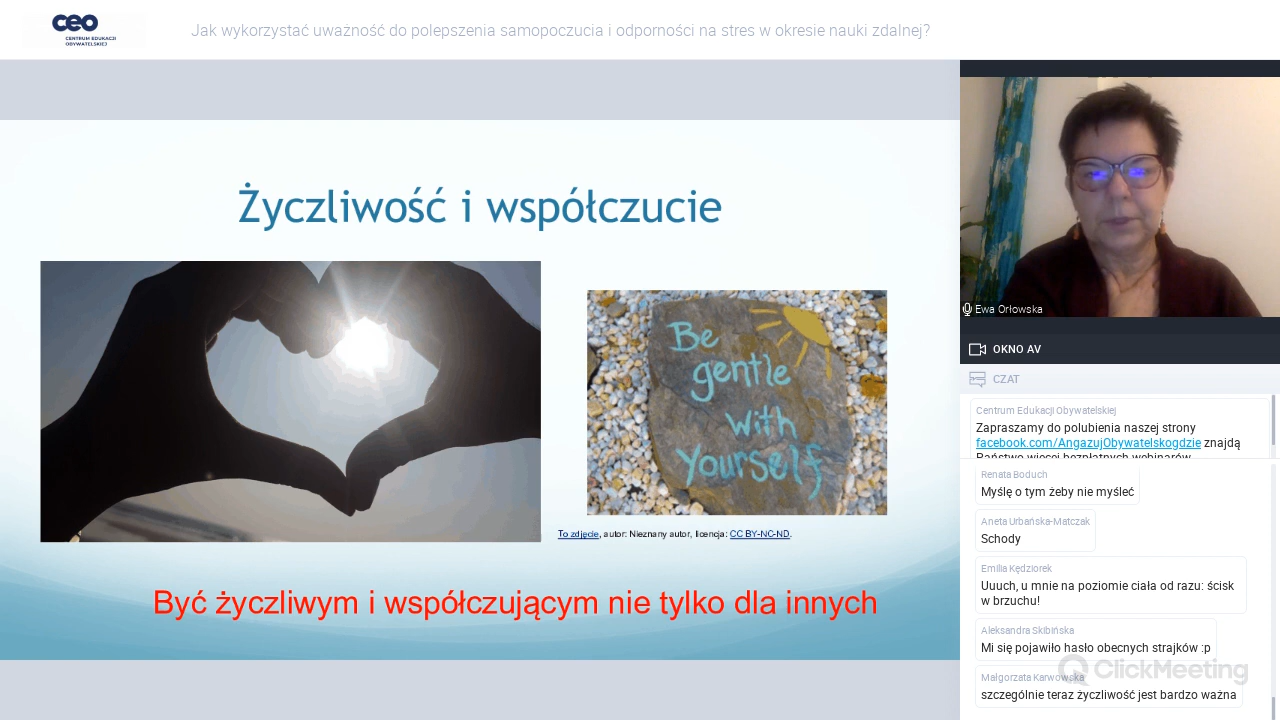 ceo
CENTRUM EDUKACJI
OBYWATELSKIEJ
Jak wykorzystać uważność do polepszenia samopoczucia i odporności na stres w okresie nauki zdalnej?
Życzliwość i współczucie
Be
gentle
with
yourself
To zdjęcie, autor: Nieznany autor, licencja: CC BY-NC-ND.
Być życzliwym i współczującym nie tylko dla innych
Ewa Orłowska
OKNO AV
CZAT
Centrum Edukacji Obywatelskiej
Zapraszamy do polubienia naszej strony
facebook.com/AngazujObywatelskogdzie znajdą
Państwo więcej bezpłatnych webinarów
Renata Boduch
Myślę o tym żeby nie myśleć
Aneta Urbańska-Matczak
Schody
Emilia Kędziorek
Uuuch, u mnie na poziomie ciała od razu: ścisk
w brzuchu!
Aleksandra Skibińska
Mi się pojawiło hasło obecnych strajków :p
ClickMeeting
Małgorzata Karwowska
szczególnie teraz życzliwość jest bardzo ważna